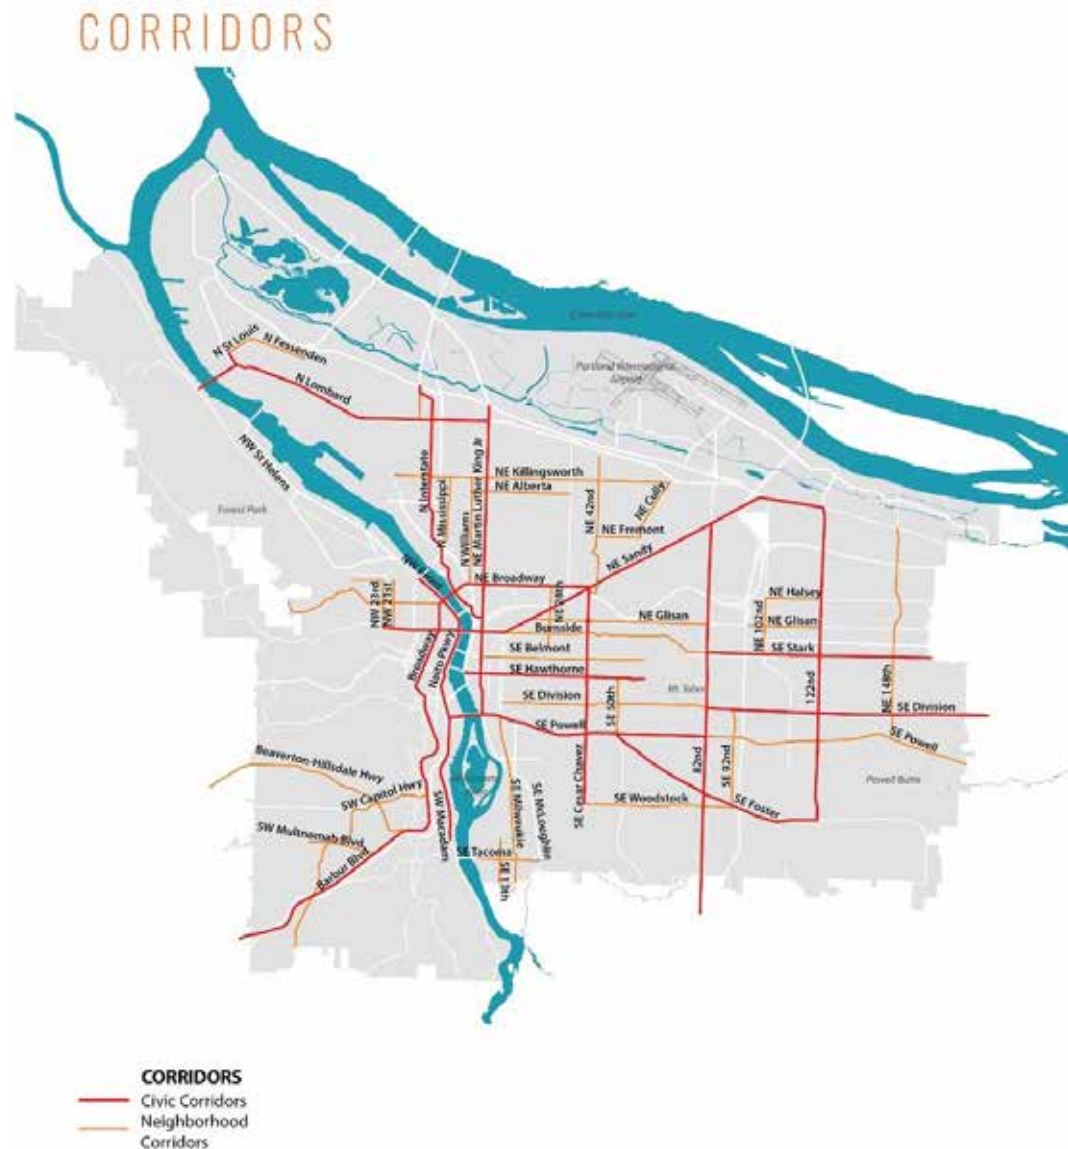 CORRIDORS
Columbia River
Portland International
Airport
N St Louis
N Fessenden
N Lombard
NW St Helens
Forest Park
N Interstate
N Mississippi
N Williams
NE Martin Luther King Jr
NE Killingsworth
NE Alberta
NE 42nd
NE Cully
NE Fremont
NE Sandy
NE Broadway
NW 23rd
NW 21st
NE Glisan
Burnside
NE Halsey
NE 102nd
NE Glisan
SE Stark
SE Belmont
SE Hawthorne
Broadway
Naito Pkwy
SE Division
SE 50th
Mt Tabor
122nd
NE 148th
SE Division
SE Powell
SE Powell
82nd
SE 92nd
Powell Butte
Beaverton-Hillsdale Hwy
SW Capitol Hwy
SW Multnomah Blvd
Barbur Blvd
SW Macadam
SE Milwaukie
SE McLoughlin
SE Cesar Chavez
SE Woodstock
SE Foster
SE Tacoma
SE 13th
CORRIDORS
Civic Corridors
Neighborhood
Corridors